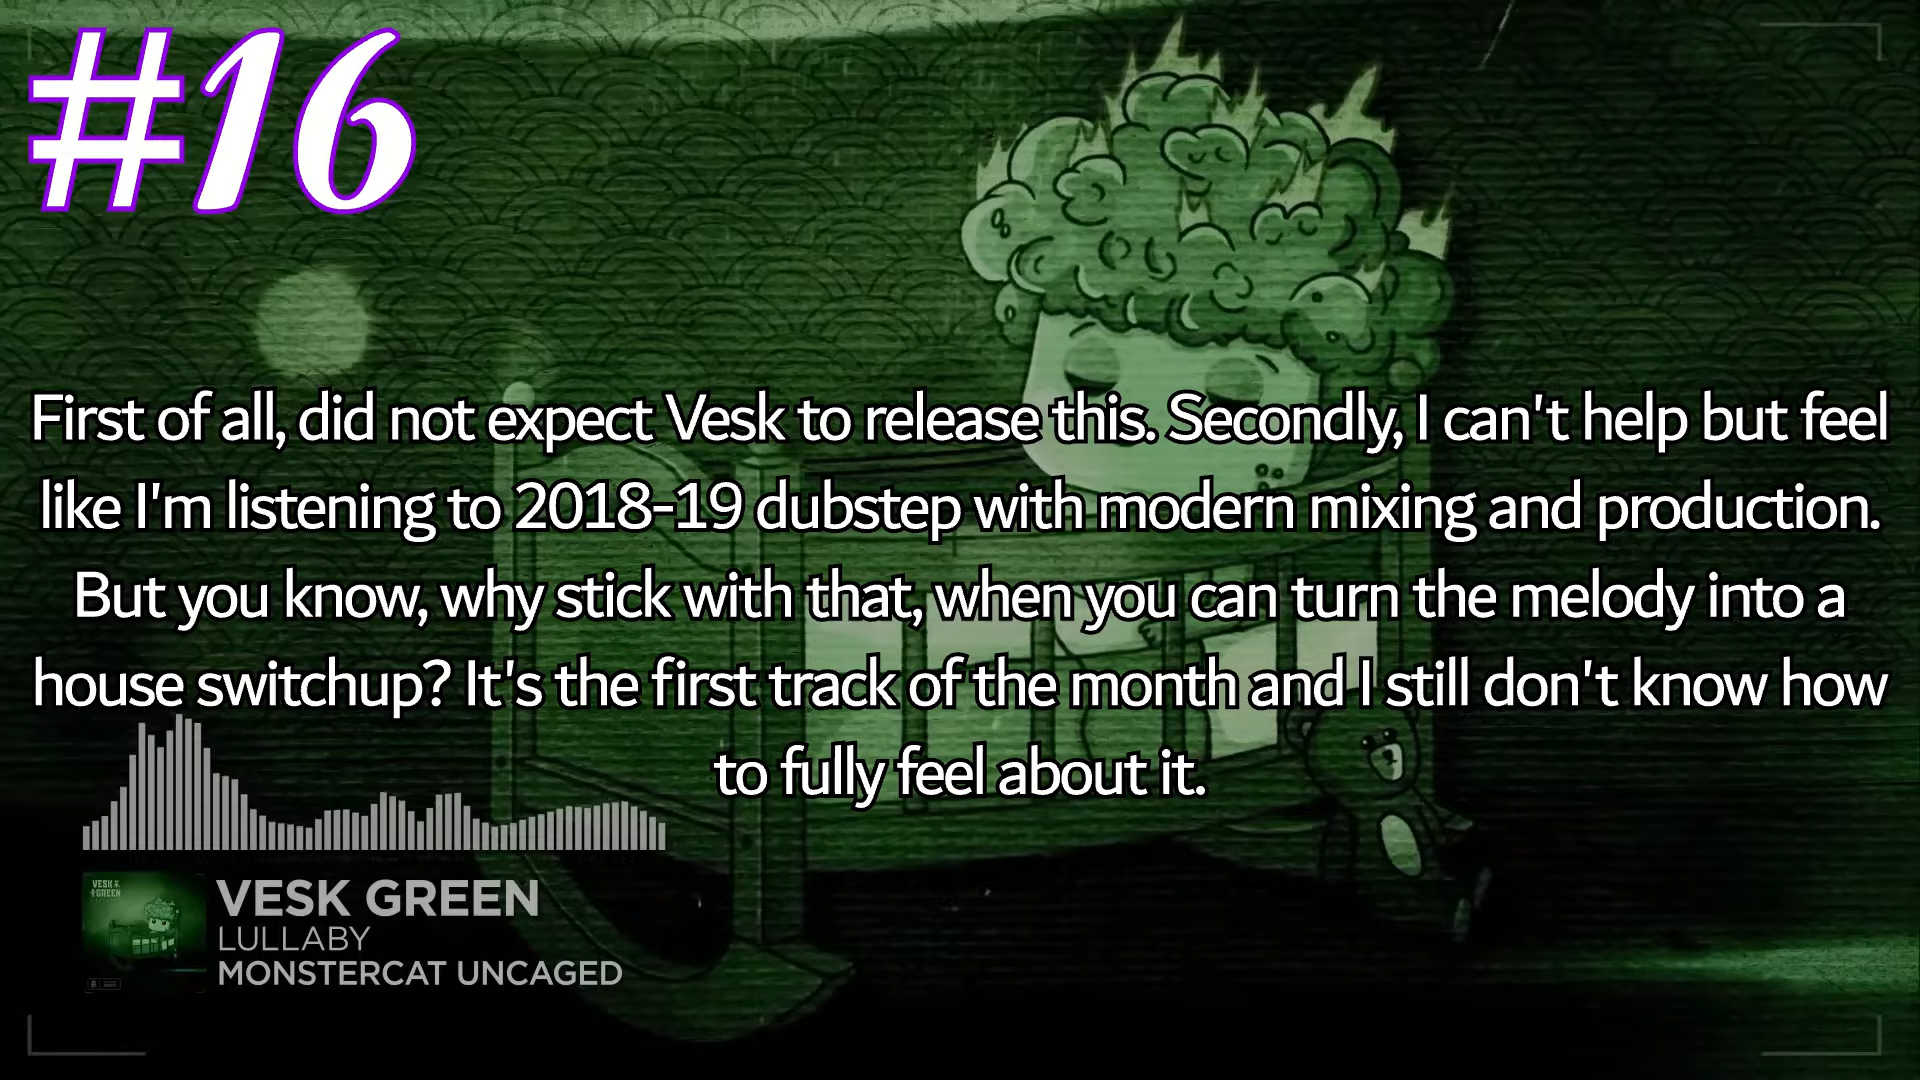 #16
First of all, did not expect Vesk to release this. Secondly, I can't help but feel
like I'm listening to 2018-19 dubstep with modern mixing and production.
But you know, why stick with that, when you can turn the melody into a
house switchup? It's the first track of the month and I still don't know how
to fully feel about it.
VESK GREEN
VESK GREEN
LULLABY
MONSTERCAT UNCAGED